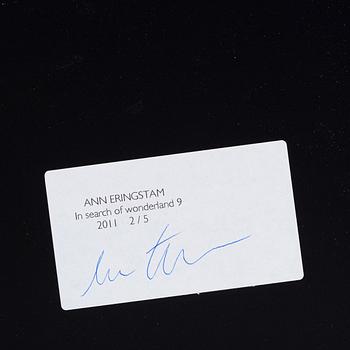 ANN ERINGSTAM
In search of wonderland 9
2011 2/5